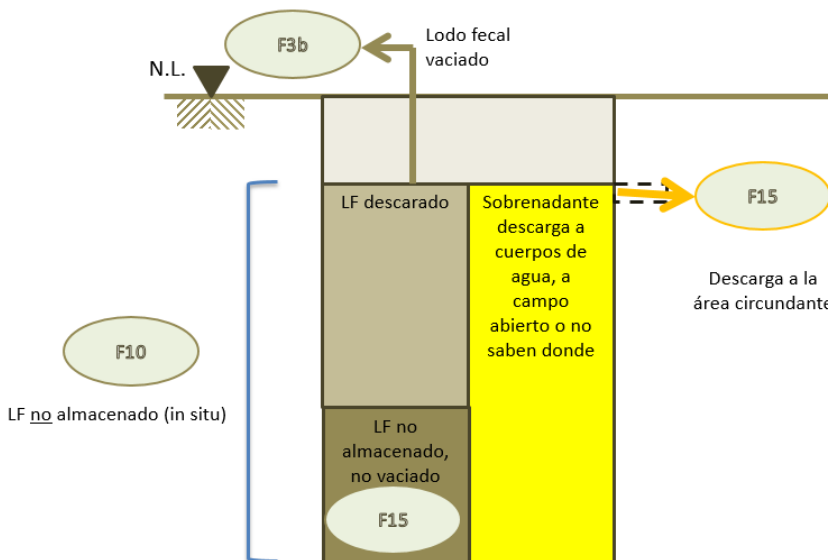 F3b
Lodo fecal
vaciado
N.L.
LF descarado
Sobrenadante
descarga a
cuerpos de
agua, a
campo
abierto o no
saben donde
F15
Descarga a la
área circundante
F10
LF no almacenado (in situ)
LF no
almacenado,
no vaciado
F15